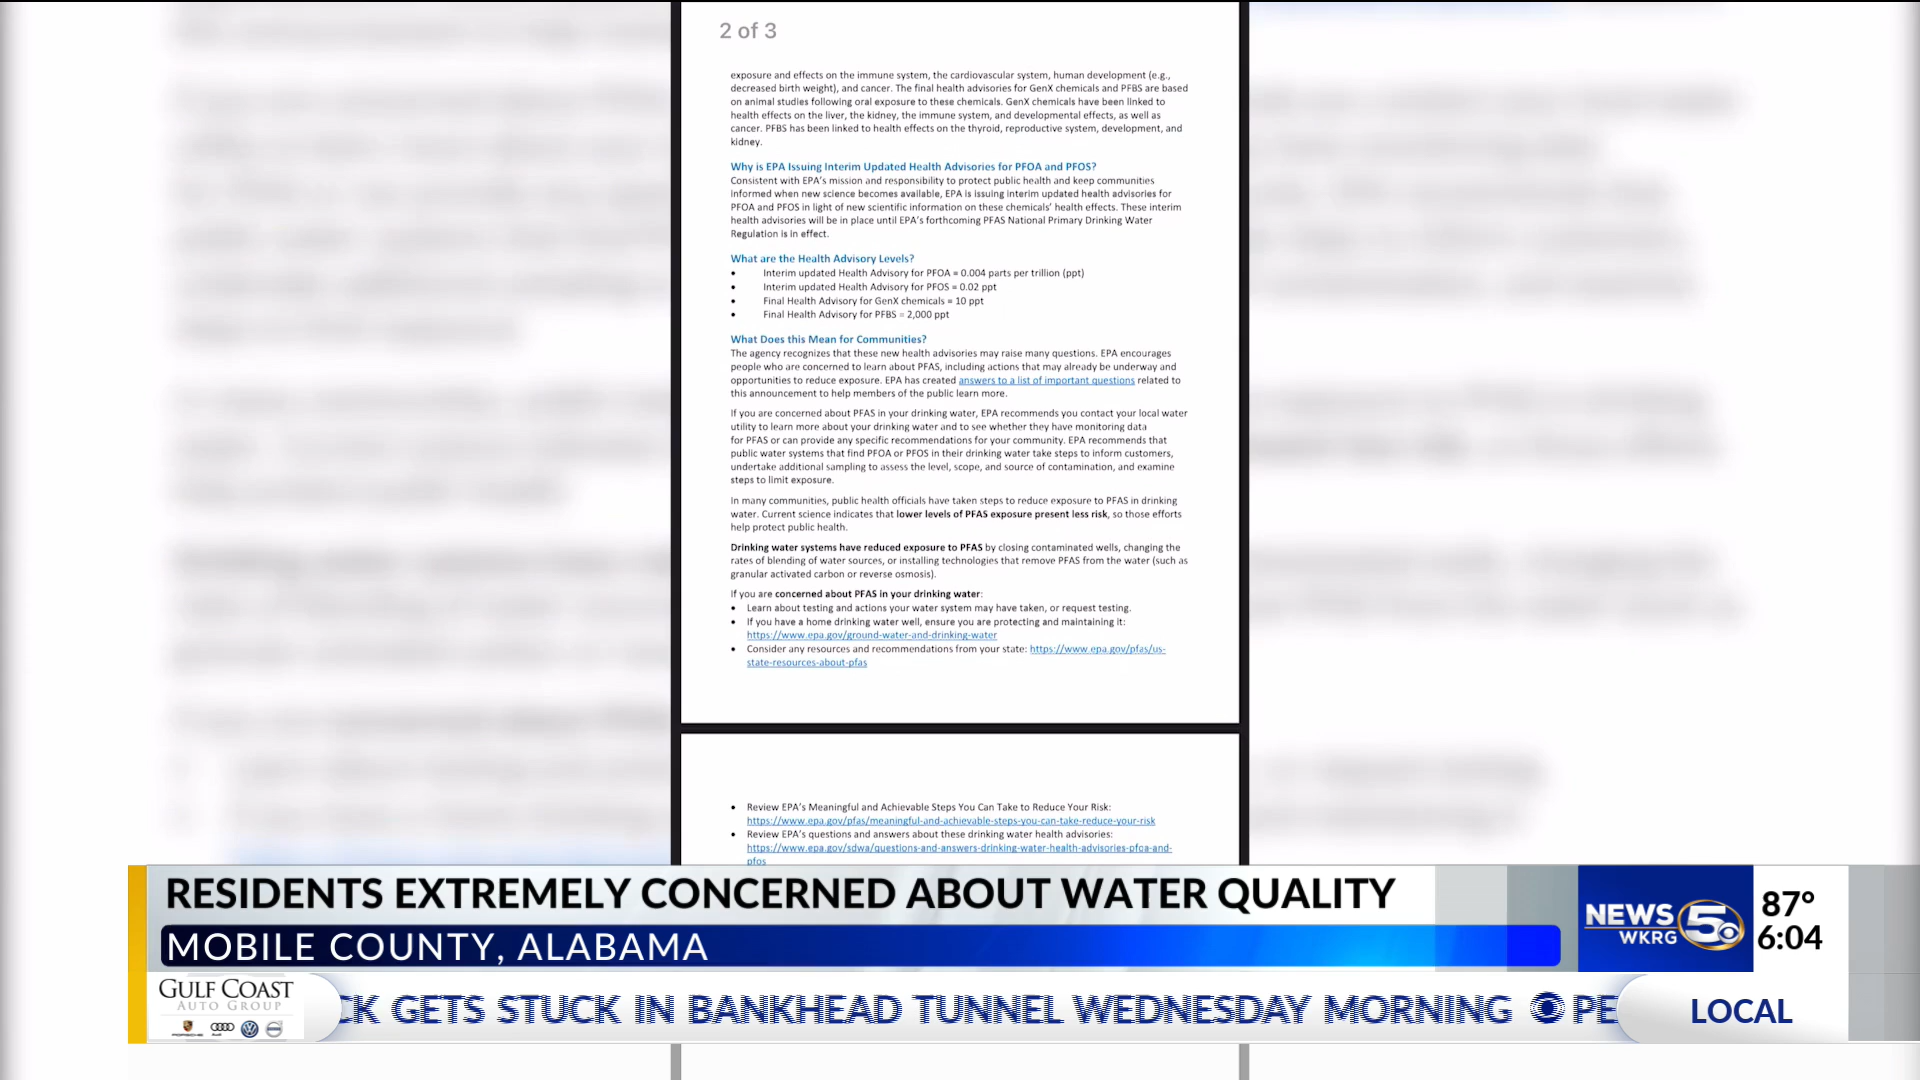 2 of 3
exposure and effects on the immune system, the cardiovascular system, human development (e.g.,
decreased birth weight), and cancer. The final health advisories for GenX chemicals and PFBS are based
on animal studies following oral exposure to these chemicals. GenX chemicals have been linked to
health effects on the liver, the kidney, the immune system, and developmental effects, as well as
cancer. PFBS has been linked to health effects on the thyroid, reproductive system, development, and
kidney.
Why is EPA Issuing Interim Updated Health Advisories for PFOA and PFOS?
Consistent with EPA's mission and responsibility to protect public health and keep communities
informed when new science becomes available, EPA is issuing interim updated health advisories for
PFOA and PFOS in light of new scientific information on these chemicals' health effects. These interim
health advisories will be in place until EPA's forthcoming PFAS National Primary Drinking Water
Regulation is in effect.
What are the Health Advisory Levels?
• Interim updated Health Advisory for PFOA = 0.004 parts per trillion (ppt)
• Interim updated Health Advisory for PFOS = 0.02 ppt
• Final Health Advisory for GenX chemicals = 10 ppt
• Final Health Advisory for PFBS = 2,000 ppt
What Does this Mean for Communities?
The agency recognizes that these new health advisories may raise many questions. EPA encourages
people who are concerned to learn about PFAS, including actions that may already be underway and
opportunities to reduce exposure. EPA has created answers to a list of important questions related to
this announcement to help members of the public learn more.
If you are concerned about PFAS in your drinking water, EPA recommends you contact your local water
utility to learn more about your drinking water and to see whether they have monitoring data
for PFAS or can provide any specific recommendations for your community. EPA recommends that
public water systems that find PFOA or PFOS in their drinking water take steps to inform customers,
undertake additional sampling to assess the level, scope, and source of contamination, and examine
steps to limit exposure.
In many communities, public health officials have taken steps to reduce exposure to PFAS in drinking
water. Current science indicates that lower levels of PFAS exposure present less risk, so those efforts
help protect public health.
Drinking water systems have reduced exposure to PFAS by closing contaminated wells, changing the
rates of blending of water sources, or installing technologies that remove PFAS from the water (such as
granular activated carbon or reverse osmosis).
If you are concerned about PFAS in your drinking water:
• Learn about testing and actions your water system may have taken, or request testing.
• If you have a home drinking water well, ensure you are protecting and maintaining it:
https://www.epa.gov/ground-water-and-drinking-water
• Consider any resources and recommendations from your state: https://www.epa.gov/pfas/us-
state-resources-about-pfas
• Review EPA's Meaningful and Achievable Steps You Can Take to Reduce Your Risk:
https://www.epa.gov/pfas/meaningful-and-achievable-steps-you-can-take-reduce-your-risk
• Review EPA's questions and answers about these drinking water health advisories:
https://www.epa.gov/sdwa/questions-and-answers-drinking-water-health-advisories-pfoa-and-
pfos
RESIDENTS EXTREMELY CONCERNED ABOUT WATER QUALITY
MOBILE COUNTY, ALABAMA
NEWS 5
WKRG
87°
6:04
GULF COAST
AUTO GROUP
CK GETS STUCK IN BANKHEAD TUNNEL WEDNESDAY MORNING PE
LOCAL